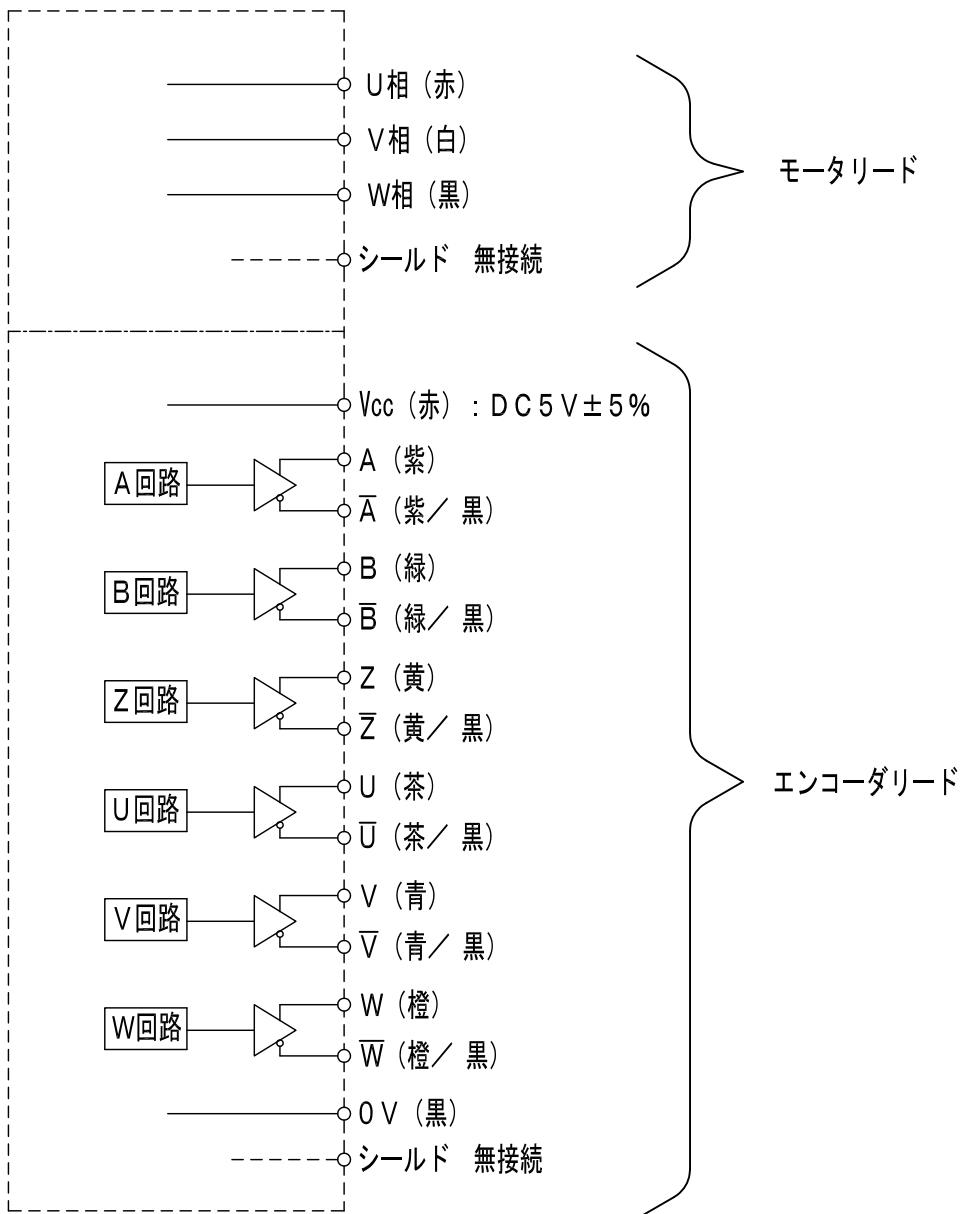 U相（赤）
V相（白）
W相（黒）
シールド　無接続
モータリード
Vcc（赤）：DC5V±5%
A回路
A（紫）
A̅（紫／黒）
B回路
B（緑）
B̅（緑／黒）
Z回路
Z（黄）
Z̅（黄／黒）
U回路
U（茶）
U̅（茶／黒）
エンコーダリード
V回路
V（青）
V̅（青／黒）
W回路
W（橙）
W̅（橙／黒）
0V（黒）
シールド　無接続